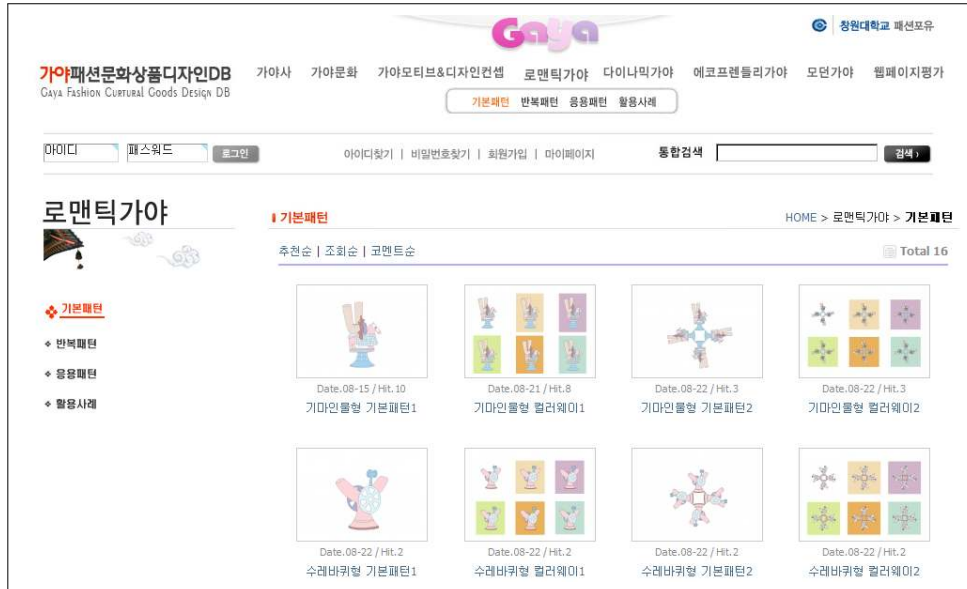 Gaya
창원대학교 패션포유
가야패션문화상품디자인DB
Gaya Fashion Curtural Goods Design DB
가야사 가야문화 가야모티브&디자인컨셉 로맨틱가야 다이나믹가야 에코프렌들리가야 모던가야 웹페이지평가
기본패턴 반복패턴 응용패턴 활용사례
아이디 패스워드 로그인 아이디찾기 | 비밀번호찾기 | 회원가입 | 마이페이지 통합검색 검색 ›
로맨틱가야
기본패턴 HOME > 로맨틱가야 > 기본패턴
추천순 | 조회순 | 코멘트순 Total 16
기본패턴
반복패턴
응용패턴
활용사례
Date.08-15 / Hit.10 Date.08-21 / Hit.8 Date.08-22 / Hit.3 Date.08-22 / Hit.3
기마인물형 기본패턴1 기마인물형 컬러웨이1 기마인물형 기본패턴2 기마인물형 컬러웨이2
Date.08-22 / Hit.2 Date.08-22 / Hit.2 Date.08-22 / Hit.2 Date.08-22 / Hit.2
수레바퀴형 기본패턴1 수레바퀴형 컬러웨이1 수레바퀴형 기본패턴2 수레바퀴형 컬러웨이2